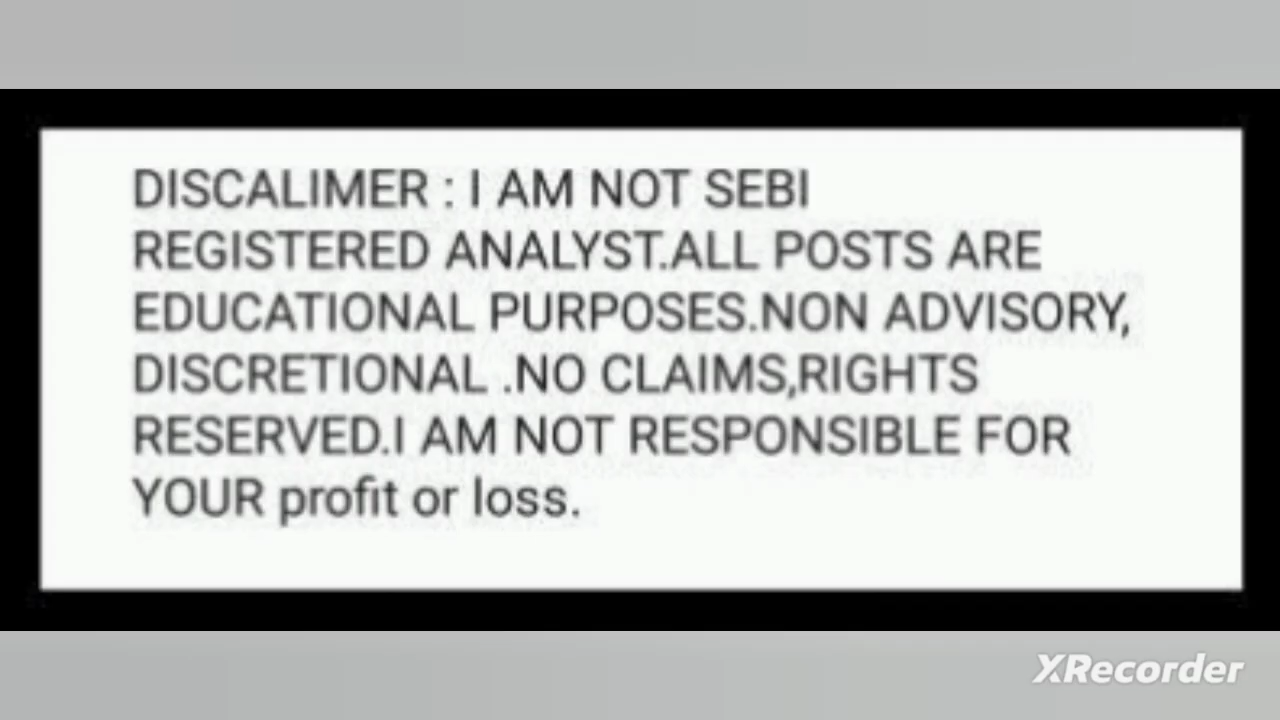 DISCALIMER : I AM NOT SEBI
REGISTERED ANALYST.ALL POSTS ARE
EDUCATIONAL PURPOSES.NON ADVISORY,
DISCRETIONAL .NO CLAIMS,RIGHTS
RESERVED.I AM NOT RESPONSIBLE FOR
YOUR profit or loss.
XRecorder